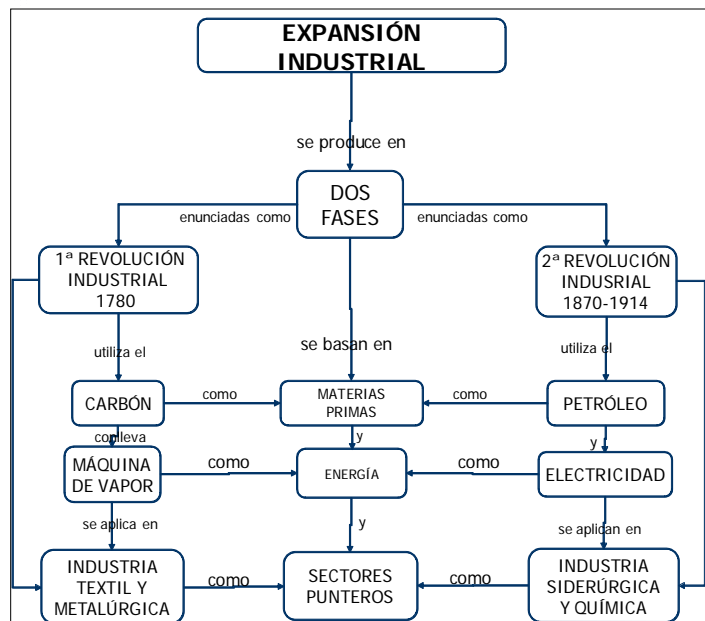 EXPANSIÓN
INDUSTRIAL
se produce en
DOS
FASES
enunciadas como
enunciadas como
1ª REVOLUCIÓN
INDUSTRIAL
1780
2ª REVOLUCIÓN
INDUSRIAL
1870-1914
utiliza el
se basan en
utiliza el
CARBÓN
como
MATERIAS
PRIMAS
como
PETRÓLEO
conlleva
y
y
MÁQUINA
DE VAPOR
como
ENERGÍA
como
ELECTRICIDAD
se aplica en
y
se aplican en
INDUSTRIA
TEXTIL Y
METALÚRGICA
como
SECTORES
PUNTEROS
como
INDUSTRIA
SIDERÚRGICA
Y QUÍMICA